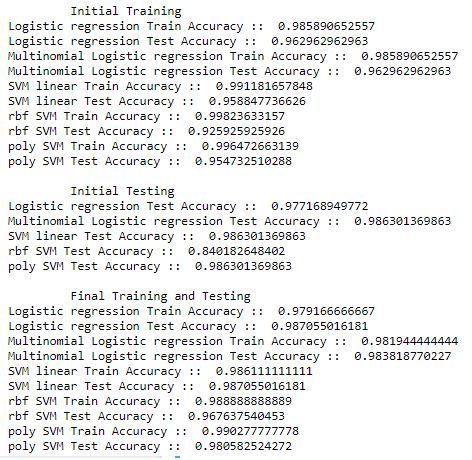 Initial Training
Logistic regression Train Accuracy ::  0.985890652557
Logistic regression Test Accuracy ::  0.962962962963
Multinomial Logistic regression Train Accuracy ::  0.985890652557
Multinomial Logistic regression Test Accuracy ::  0.962962962963
SVM linear Train Accuracy ::  0.991181657848
SVM linear Test Accuracy ::  0.958847736626
rbf SVM Train Accuracy ::  0.99823633157
rbf SVM Test Accuracy ::  0.925925925926
poly SVM Train Accuracy ::  0.996472663139
poly SVM Test Accuracy ::  0.954732510288
Initial Testing
Logistic regression Test Accuracy ::  0.977168949772
Multinomial Logistic regression Test Accuracy ::  0.986301369863
SVM linear Test Accuracy ::  0.986301369863
rbf SVM Test Accuracy ::  0.840182648402
poly SVM Test Accuracy ::  0.986301369863
Final Training and Testing
Logistic regression Train Accuracy ::  0.979166666667
Logistic regression Test Accuracy ::  0.987055016181
Multinomial Logistic regression Train Accuracy ::  0.981944444444
Multinomial Logistic regression Test Accuracy ::  0.983818770227
SVM linear Train Accuracy ::  0.986111111111
SVM linear Test Accuracy ::  0.987055016181
rbf SVM Train Accuracy ::  0.988888888889
rbf SVM Test Accuracy ::  0.967637540453
poly SVM Train Accuracy ::  0.990277777778
poly SVM Test Accuracy ::  0.980582524272